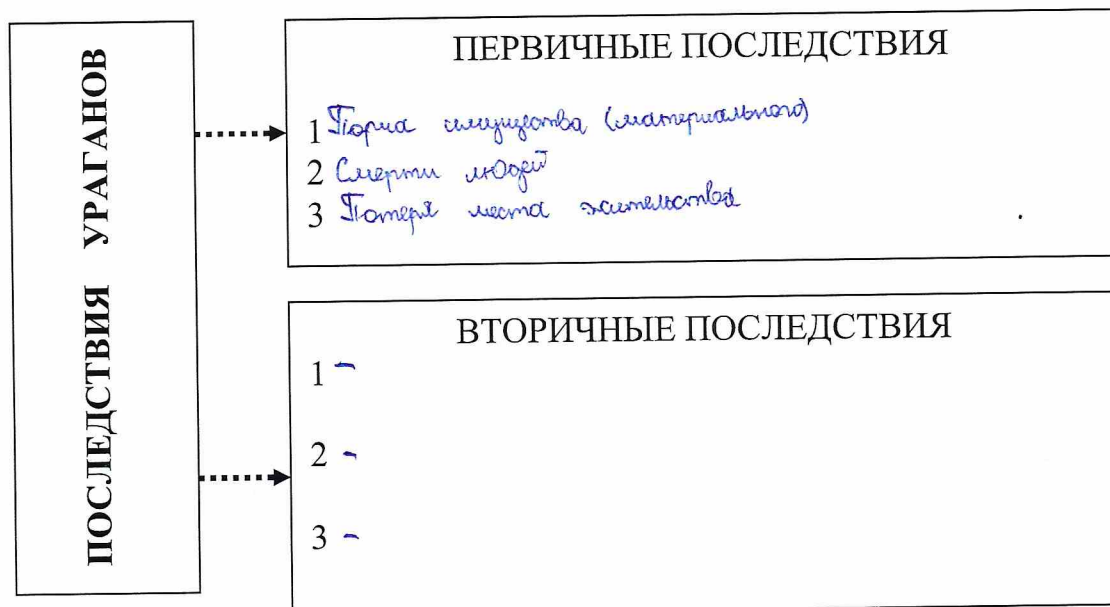 ПОСЛЕДСТВИЯ УРАГАНОВ
ПЕРВИЧНЫЕ ПОСЛЕДСТВИЯ
1 Порча имущества (материального)
2 Смерти людей
3 Потеря места жительства
ВТОРИЧНЫЕ ПОСЛЕДСТВИЯ
1 -
2 -
3 -